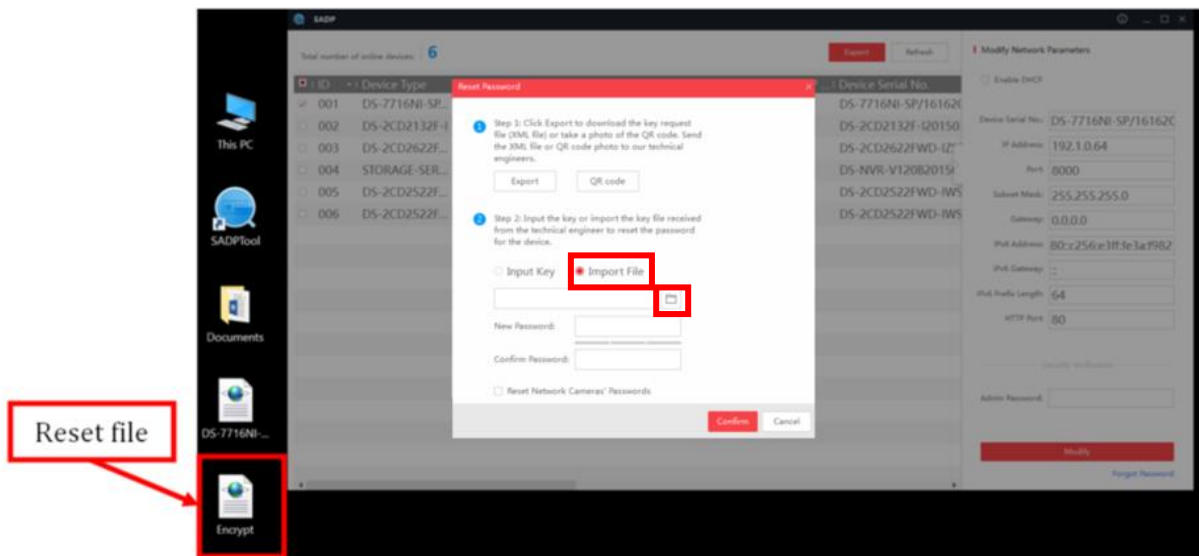 SADP
Total number of online devices: 6
Export
Refresh
ID
Device Type
Device Serial No.
001
DS-7716NI-SP...
DS-7716NI-SP/16162(
002
DS-2CD2132F-I
DS-2CD2132F-I20150
003
DS-2CD2622F...
DS-2CD2622FWD-IZ
004
STORAGE-SER...
DS-NVR-V120B2015(
005
DS-2CD2522F...
DS-2CD2522FWD-IWS
006
DS-2CD2522F...
DS-2CD2522FWD-IWS
Reset Password
Step 1: Click Export to download the key request
file (XML file) or take a photo of the QR code. Send
the XML file or QR code photo to our technical
engineers.
Export
QR code
Step 2: Input the key or import the key file received
from the technical engineer to reset the password
for the device.
Input Key
Import File
New Password:
Confirm Password:
Reset Network Cameras' Passwords
Confirm
Cancel
Modify Network Parameters
Enable DHCP
Device Serial No.: DS-7716NI-SP/16162C
IP Address: 192.1.0.64
Port: 8000
Subnet Mask: 255.255.255.0
Gateway: 0.0.0.0
IPv6 Address:
IPv6 Gateway: ::
IPv6 Prefix Length: 64
HTTP Port: 80
Security Verification
Admin Password:
Modify
Forgot Password
This PC
SADPTool
Documents
DS-7716NI-...
Encrypt
Reset file